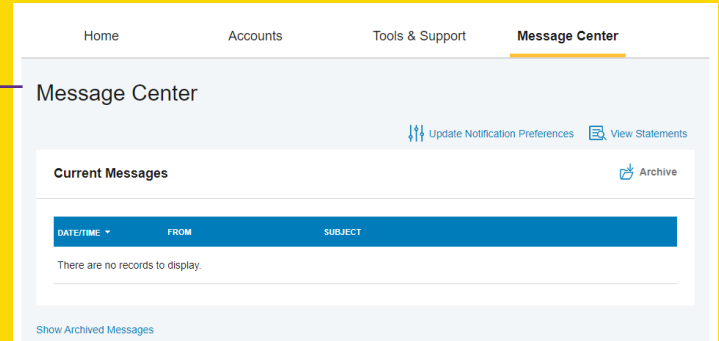 Home Accounts Tools & Support Message Center
Message Center
Update Notification Preferences View Statements
Current Messages Archive
DATE/TIME FROM SUBJECT
There are no records to display.
Show Archived Messages